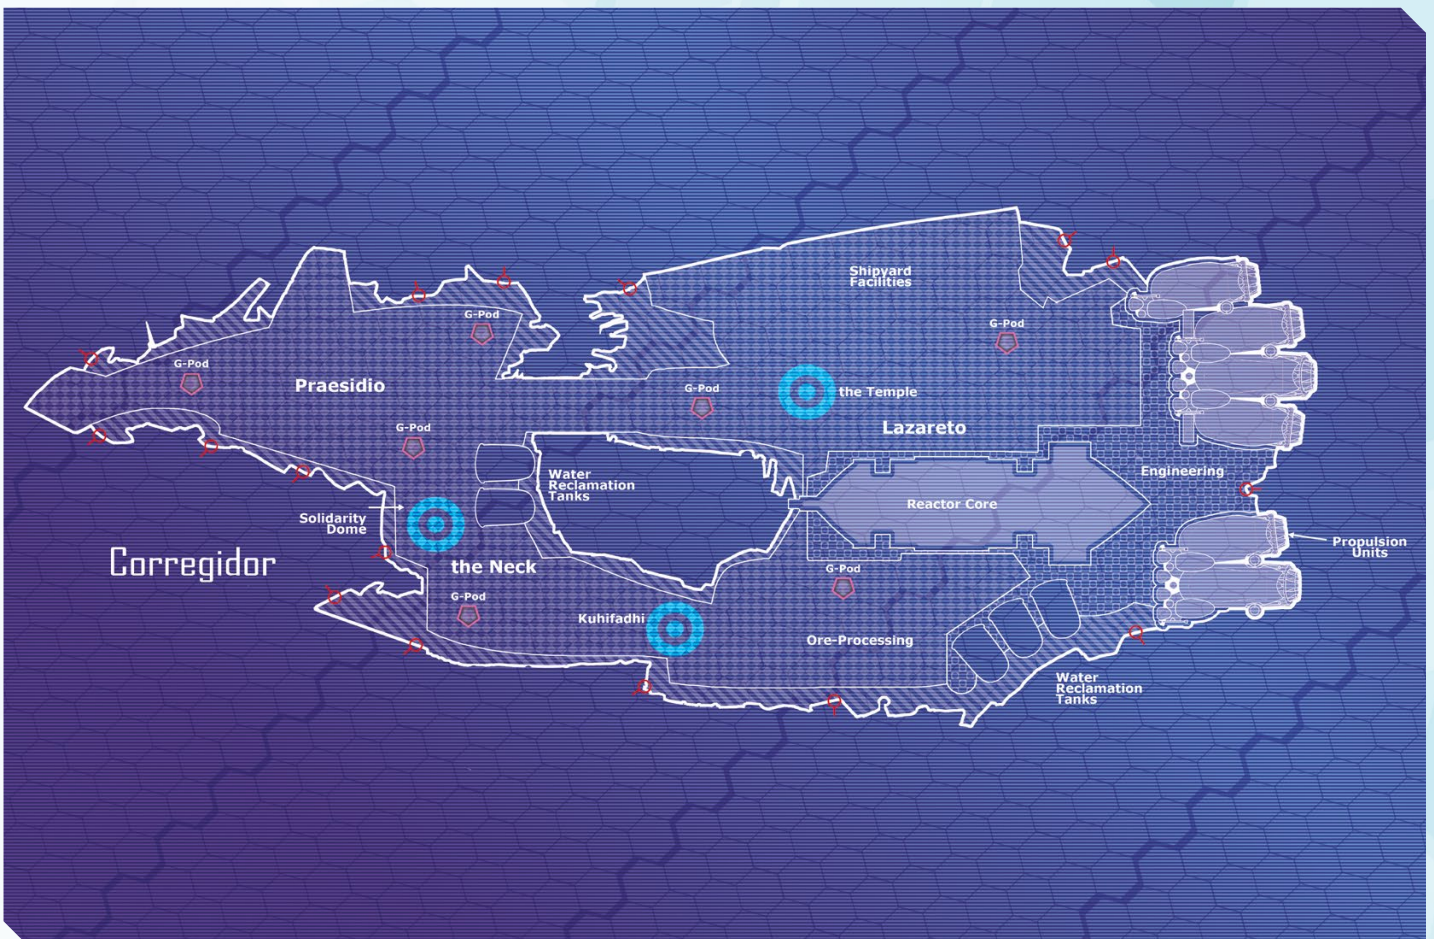 Shipyard
Facilities
G-Pod
G-Pod
G-Pod
Praesidio
G-Pod
the Temple
G-Pod
Lazareto
Water
Reclamation
Tanks
Engineering
Reactor Core
Solidarity
Dome
Propulsion
Units
Corregidor
the Neck
G-Pod
G-Pod
Kuhifadhi
Ore-Processing
Water
Reclamation
Tanks